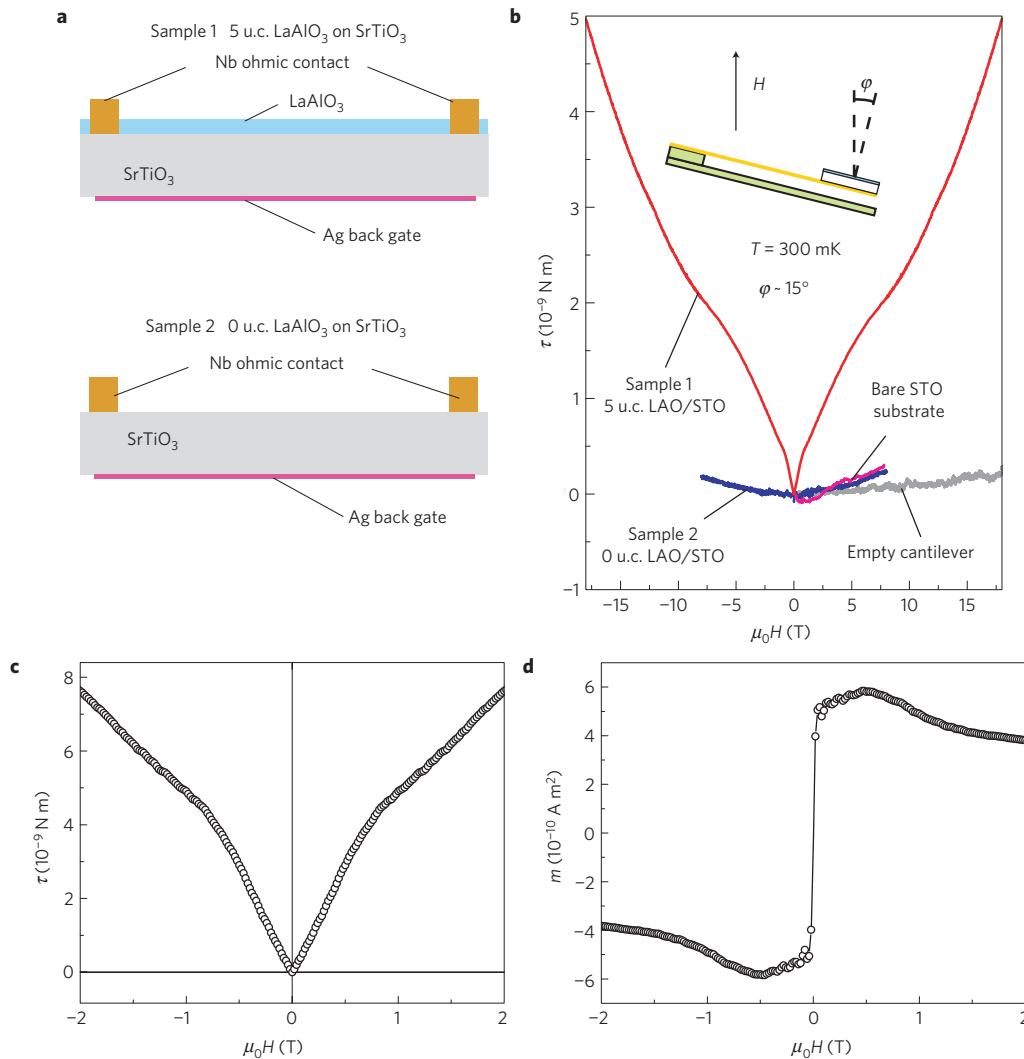 a
Sample 1   5 u.c. LaAlO₃ on SrTiO₃
Nb ohmic contact
LaAlO₃
SrTiO₃
Ag back gate
Sample 2   0 u.c. LaAlO₃ on SrTiO₃
Nb ohmic contact
SrTiO₃
Ag back gate
b
5
4
3
2
1
0
−1
τ (10⁻⁹ N m)
H
φ
T = 300 mK
φ ~ 15°
Sample 1
5 u.c. LAO/STO
Bare STO
substrate
Sample 2
0 u.c. LAO/STO
Empty cantilever
−15 −10 −5 0 5 10 15
μ₀H (T)
c
8
6
4
2
0
τ (10⁻⁹ N m)
−2 −1 0 1 2
μ₀H (T)
d
6
4
2
0
−2
−4
−6
m (10⁻¹⁰ A m²)
−2 −1 0 1 2
μ₀H (T)